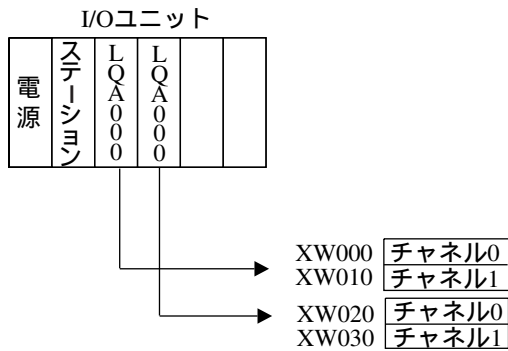 I/Oユニット
電源
ステーション
LQA000
LQA000
XW000 チャネル0
XW010 チャネル1
XW020 チャネル0
XW030 チャネル1